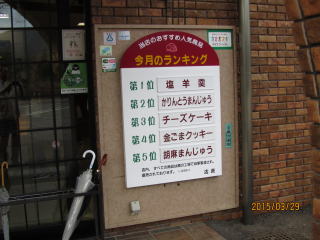 当店のおすすめ人気商品
今月のランキング
第1位 塩羊羹
第2位 かりんとうまんじゅう
第3位 チーズケーキ
第4位 金ごまクッキー
第5位 胡麻まんじゅう
店主
2015/03/29